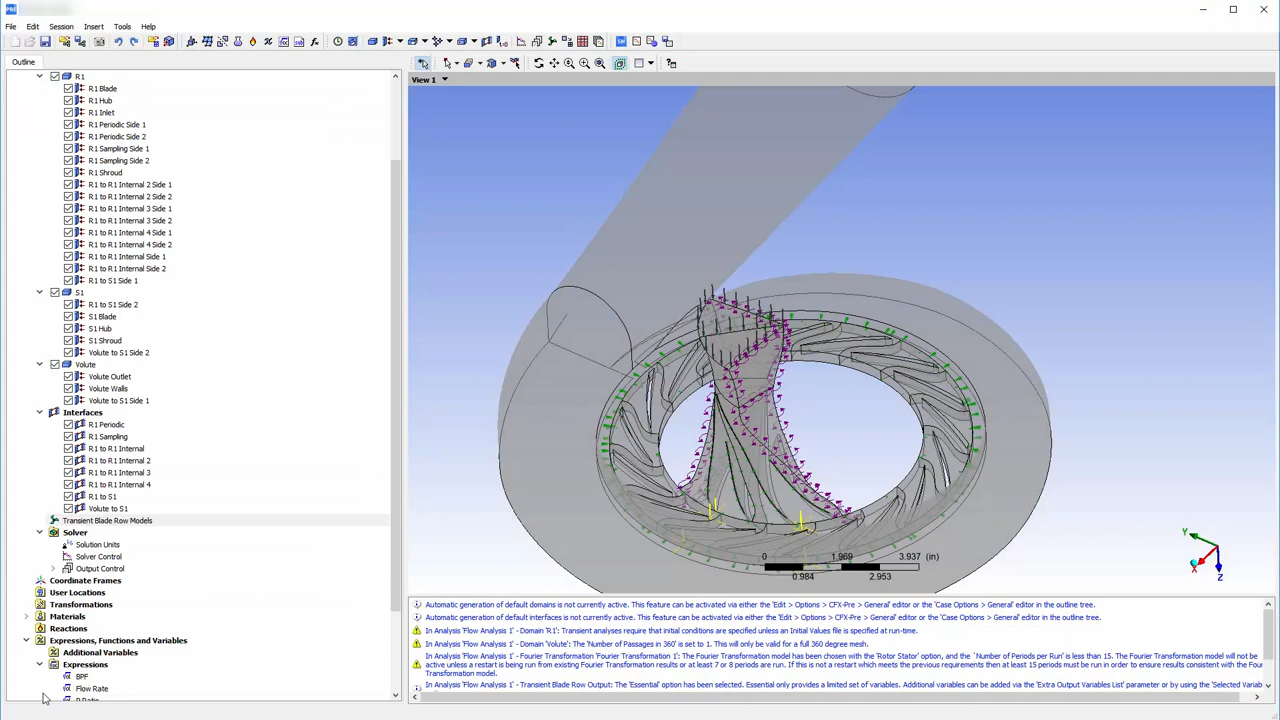 PRE
File Edit Session Insert Tools Help
Outline
View 1
R1
R1 Blade
R1 Hub
R1 Inlet
R1 Periodic Side 1
R1 Periodic Side 2
R1 Sampling Side 1
R1 Sampling Side 2
R1 Shroud
R1 to R1 Internal 2 Side 1
R1 to R1 Internal 2 Side 2
R1 to R1 Internal 3 Side 1
R1 to R1 Internal 3 Side 2
R1 to R1 Internal 4 Side 1
R1 to R1 Internal 4 Side 2
R1 to R1 Internal Side 1
R1 to R1 Internal Side 2
R1 to S1 Side 1
S1
R1 to S1 Side 2
S1 Blade
S1 Hub
S1 Shroud
Volute to S1 Side 2
Volute
Volute Outlet
Volute Walls
Volute to S1 Side 1
Interfaces
R1 Periodic
R1 Sampling
R1 to R1 Internal
R1 to R1 Internal 2
R1 to R1 Internal 3
R1 to R1 Internal 4
R1 to S1
Volute to S1
Transient Blade Row Models
Solver
Solution Units
Solver Control
Output Control
Coordinate Frames
User Locations
Transformations
Materials
Reactions
Expressions, Functions and Variables
Additional Variables
Expressions
BPF
Flow Rate
P Ratio
0 1.969 3.937 (in)
0.984 2.953
Y
X
Z
Automatic generation of default domains is not currently active. This feature can be activated via either the 'Edit > Options > CFX-Pre > General' editor or the 'Case Options > General' editor in the outline tree.
Automatic generation of default interfaces is not currently active. This feature can be activated via either the 'Edit > Options > CFX-Pre > General' editor or the 'Case Options > General' editor in the outline tree.
In Analysis 'Flow Analysis 1' - Domain 'R1': Transient analyses require that initial conditions are specified unless an Initial Values file is specified at run-time.
In Analysis 'Flow Analysis 1' - Domain 'Volute': The 'Number of Passages in 360' is set to 1. This will only be valid for a full 360 degree mesh.
In Analysis 'Flow Analysis 1' - Fourier Transformation 'Fourier Transformation 1': The Fourier Transformation model has been chosen with the 'Rotor Stator' option, and the `Number of Periods per Run' is less than 15. The Fourier Transformation model will not be
active unless a restart is being run from existing Fourier Transformation results or at least 7 or 8 periods are run. If this is not a restart which meets the previous requirements then at least 15 periods must be run in order to ensure results consistent with the Fourier
Transformation model.
In Analysis 'Flow Analysis 1' - Transient Blade Row Output: The 'Essential' option has been selected. Essential only provides a limited set of variables. Additional variables can be added via the 'Extra Output Variables List' parameter or by using the 'Selected Variab